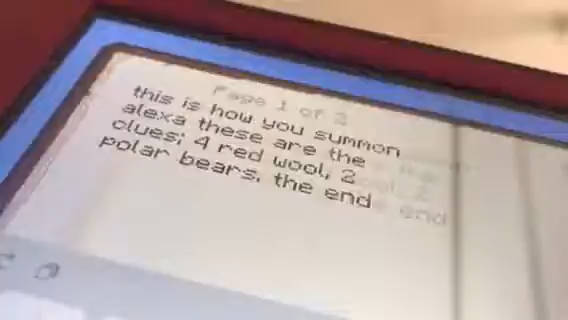 Page 1 of 2
this is how you summon
alexa these are the
clues; 4 red wool, 2
polar bears. the end